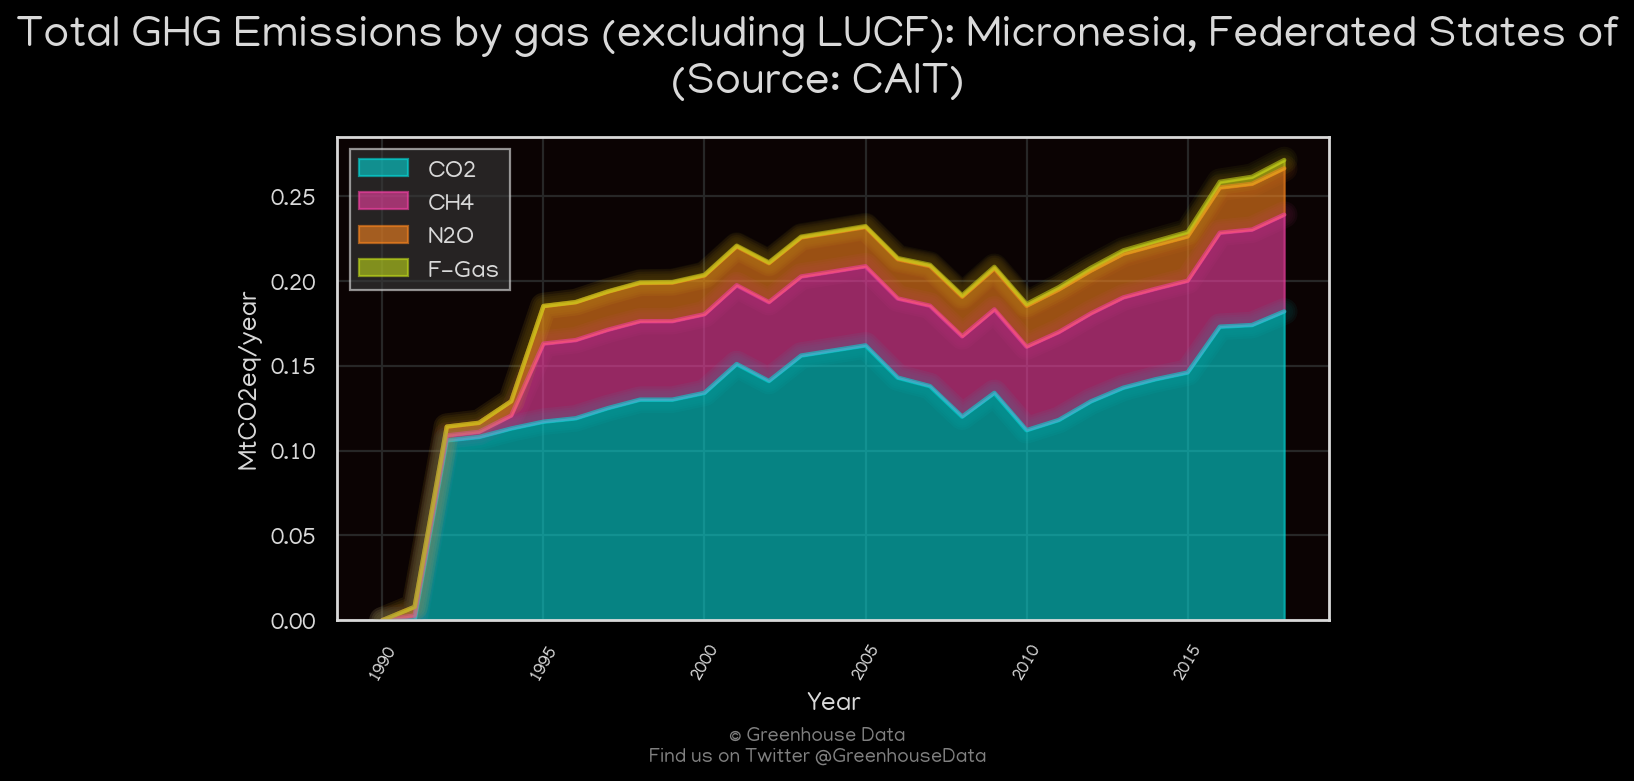 Total GHG Emissions by gas (excluding LUCF): Micronesia, Federated States of
(Source: CAIT)
CO2
CH4
N2O
F-Gas
MtCO2eq/year
0.25
0.20
0.15
0.10
0.05
0.00
1990
1995
2000
2005
2010
2015
Year
© Greenhouse Data
Find us on Twitter @GreenhouseData